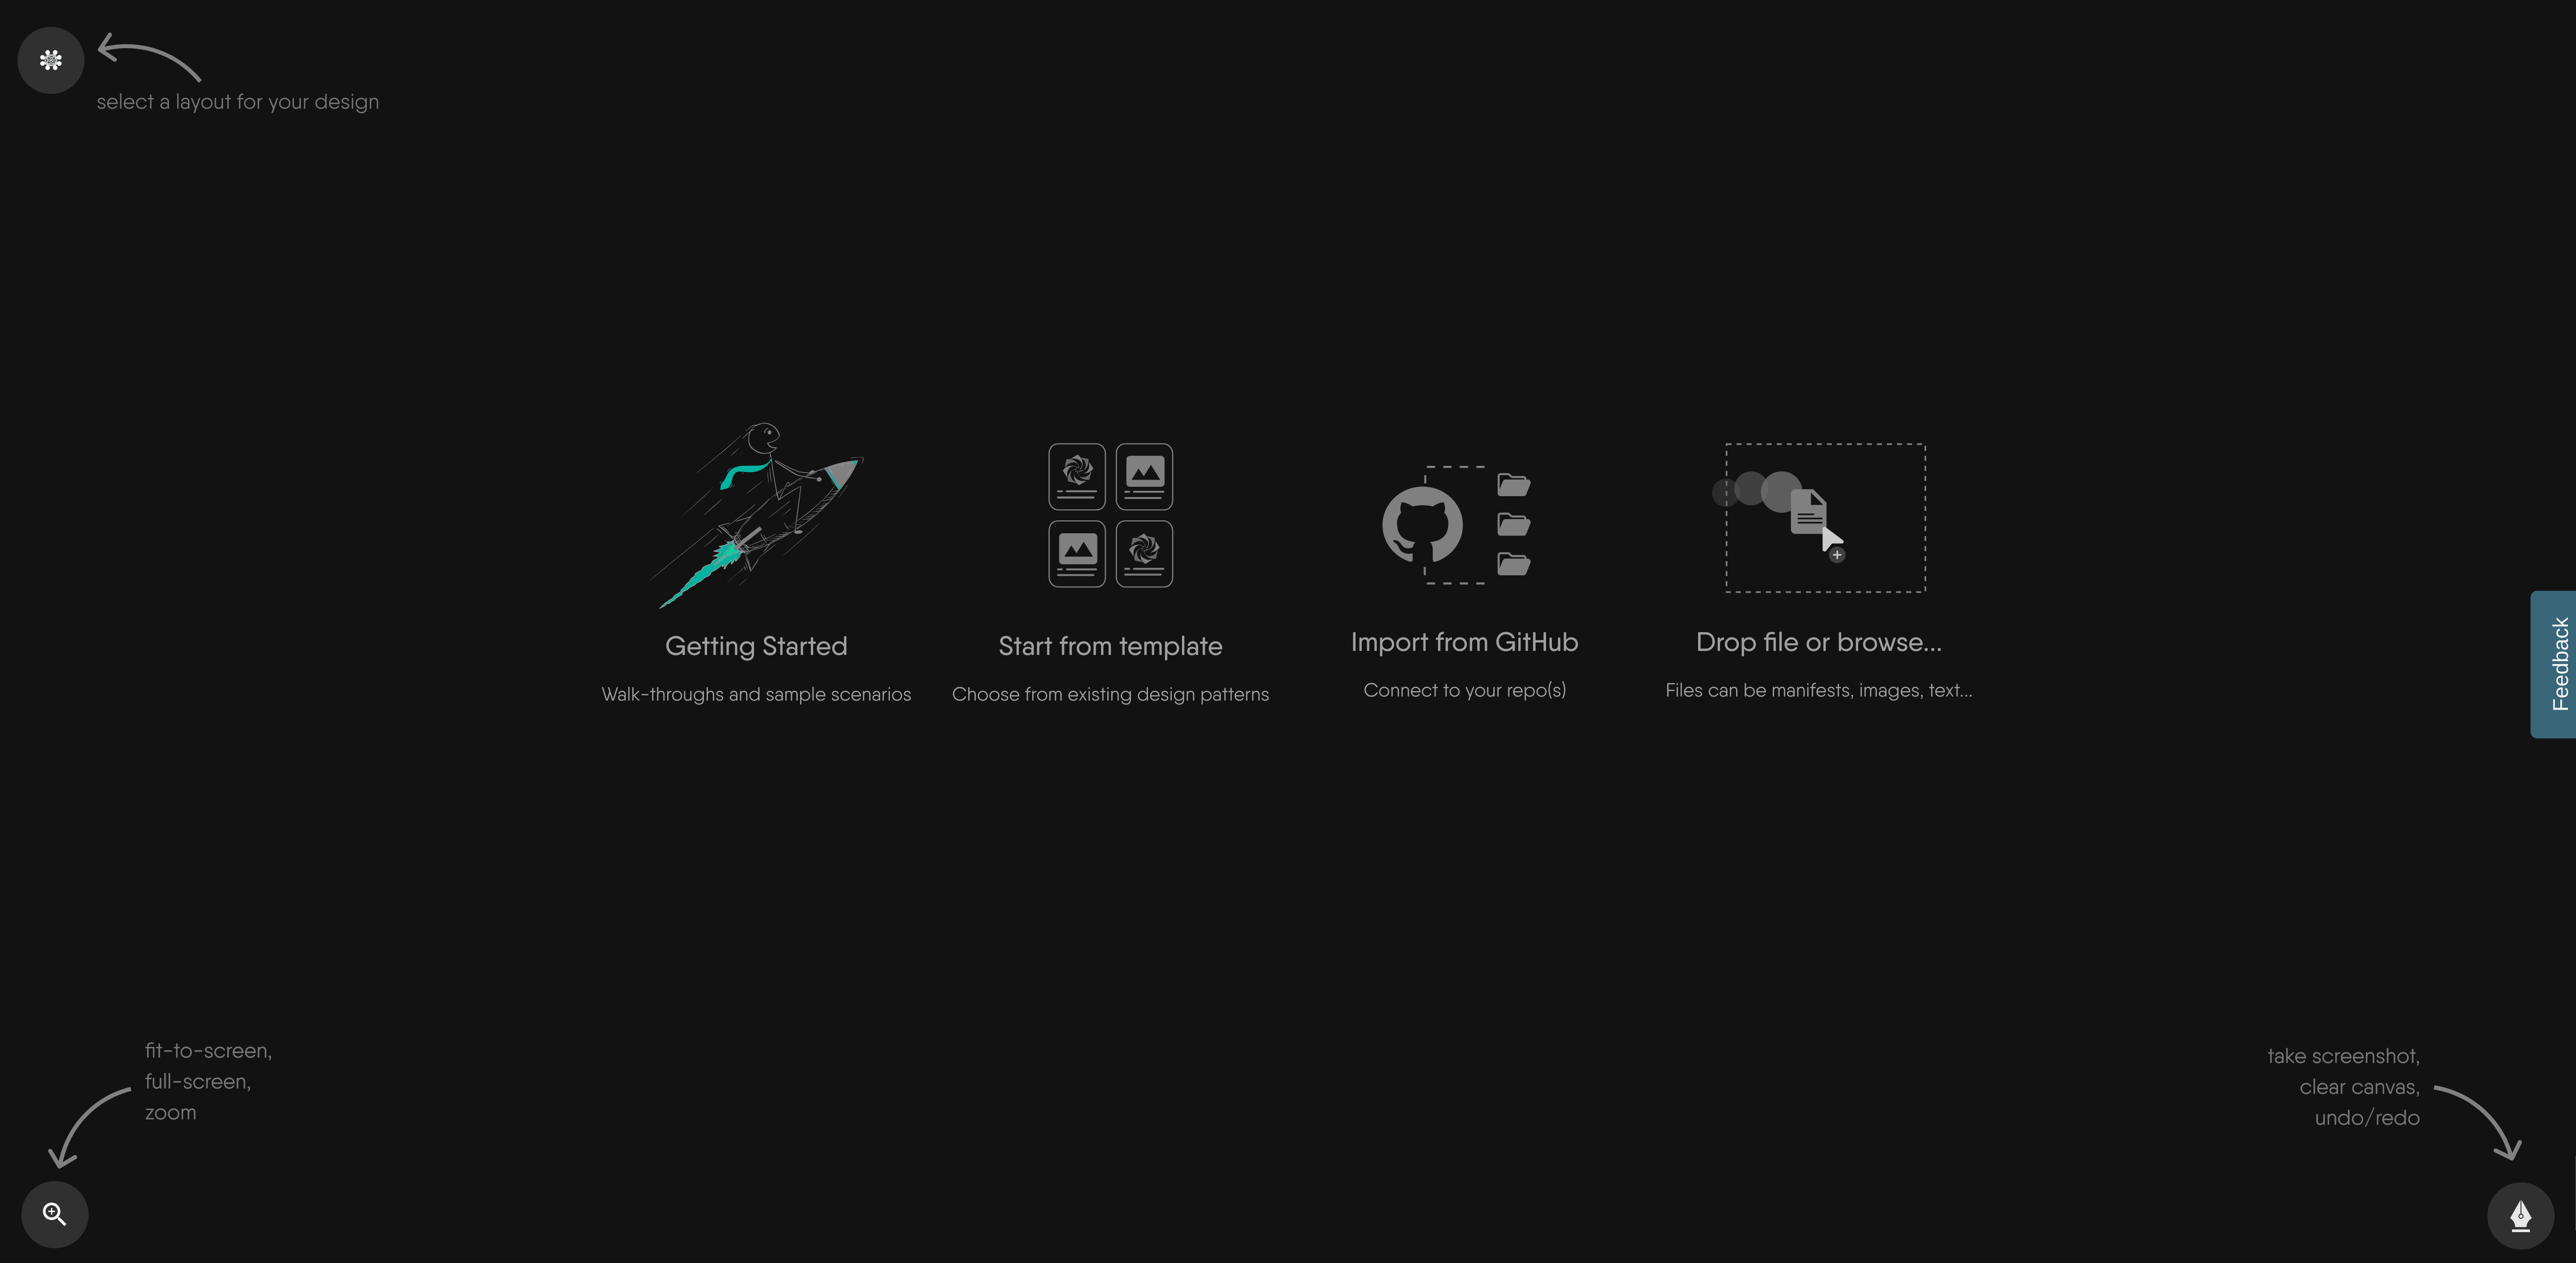 select a layout for your design
Getting Started
Walk-throughs and sample scenarios
Start from template
Choose from existing design patterns
Import from GitHub
Connect to your repo(s)
Drop file or browse...
Files can be manifests, images, text...
Feedback
fit-to-screen,
full-screen,
zoom
take screenshot,
clear canvas,
undo/redo